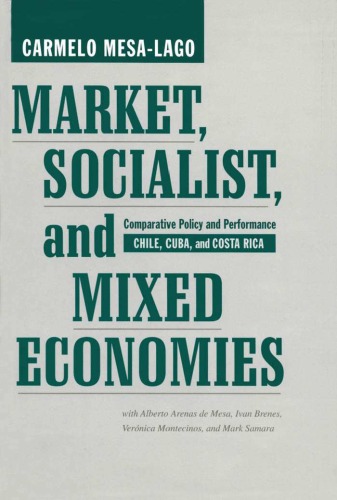 CARMELO MESA-LAGO
MARKET,
SOCIALIST,
and
Comparative Policy and Performance
CHILE, CUBA, and COSTA RICA
MIXED
ECONOMIES
with Alberto Arenas de Mesa, Ivan Brenes,
Verónica Montecinos, and Mark Samara